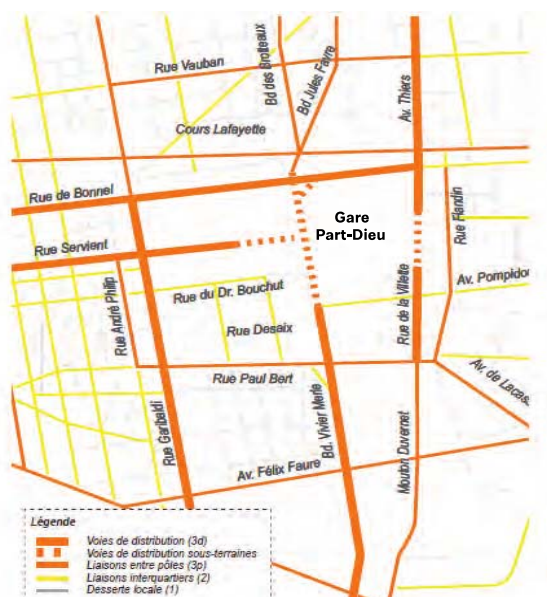 Rue Vauban
Bd des Brotteaux
Bd Jules Favre
Av. Thiers
Cours Lafayette
Rue de Bonnel
Gare
Part-Dieu
Rue Flandin
Rue Servient
Rue André Philip
Rue du Dr. Bouchut
Rue de la Villette
Av. Pompidou
Rue Desaix
Rue Paul Bert
Av. de Lacas
Rue Garibaldi
Bd. Vivier Merle
Mouton Duvernet
Av. Félix Faure
Légende
Voies de distribution (3d)
Voies de distribution sous-terraines
Liaisons entre pôles (3p)
Liaisons interquartiers (2)
Desserte locale (1)